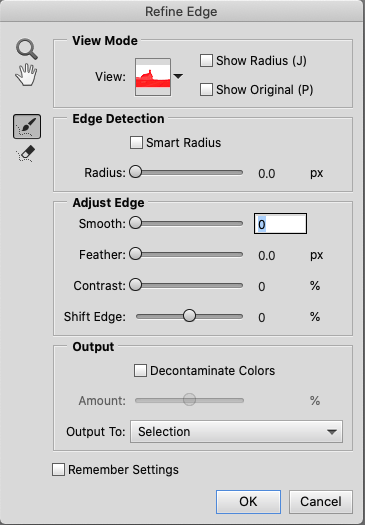 Refine Edge
View Mode
View:
Show Radius (J)
Show Original (P)
Edge Detection
Smart Radius
Radius: 0.0 px
Adjust Edge
Smooth: 0
Feather: 0.0 px
Contrast: 0 %
Shift Edge: 0 %
Output
Decontaminate Colors
Amount: %
Output To: Selection
Remember Settings
OK Cancel